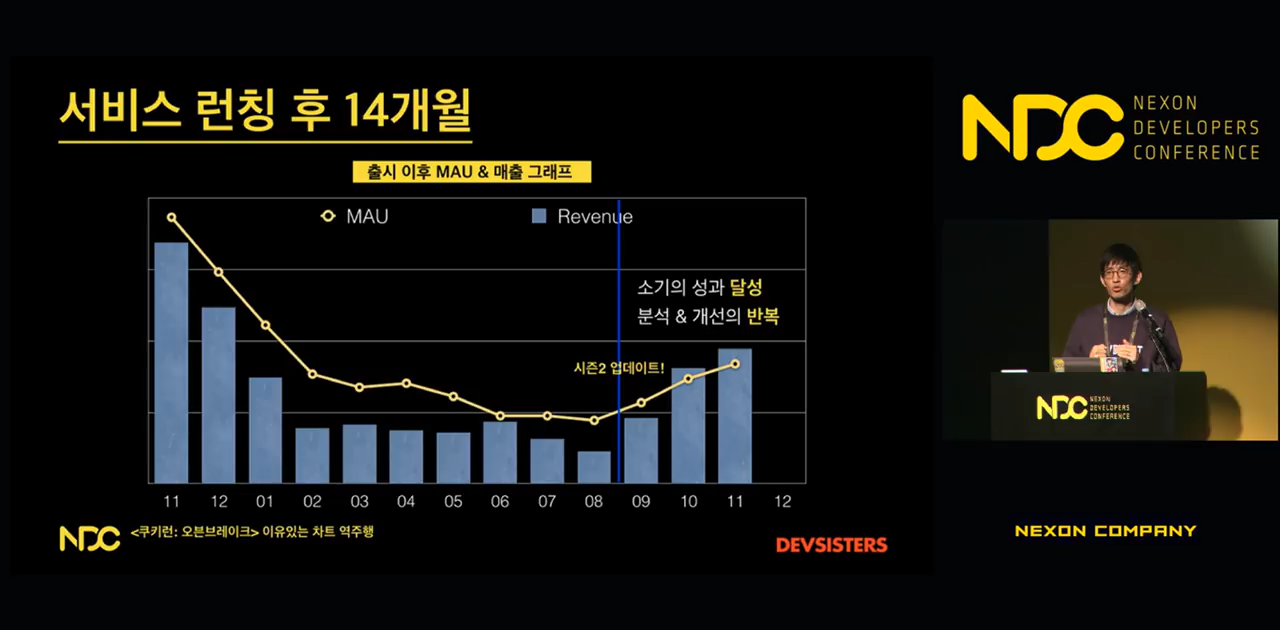 서비스 런칭 후 14개월
출시 이후 MAU & 매출 그래프
MAU
Revenue
소기의 성과 달성
분석 & 개선의 반복
시즌2 업데이트!
11 12 01 02 03 04 05 06 07 08 09 10 11 12
NDC
<쿠키런: 오븐브레이크> 이유있는 차트 역주행
DEVSISTERS
NDC
NEXON
DEVELOPERS
CONFERENCE
NDC
NEXON
DEVELOPERS
CONFERENCE
NEXON COMPANY